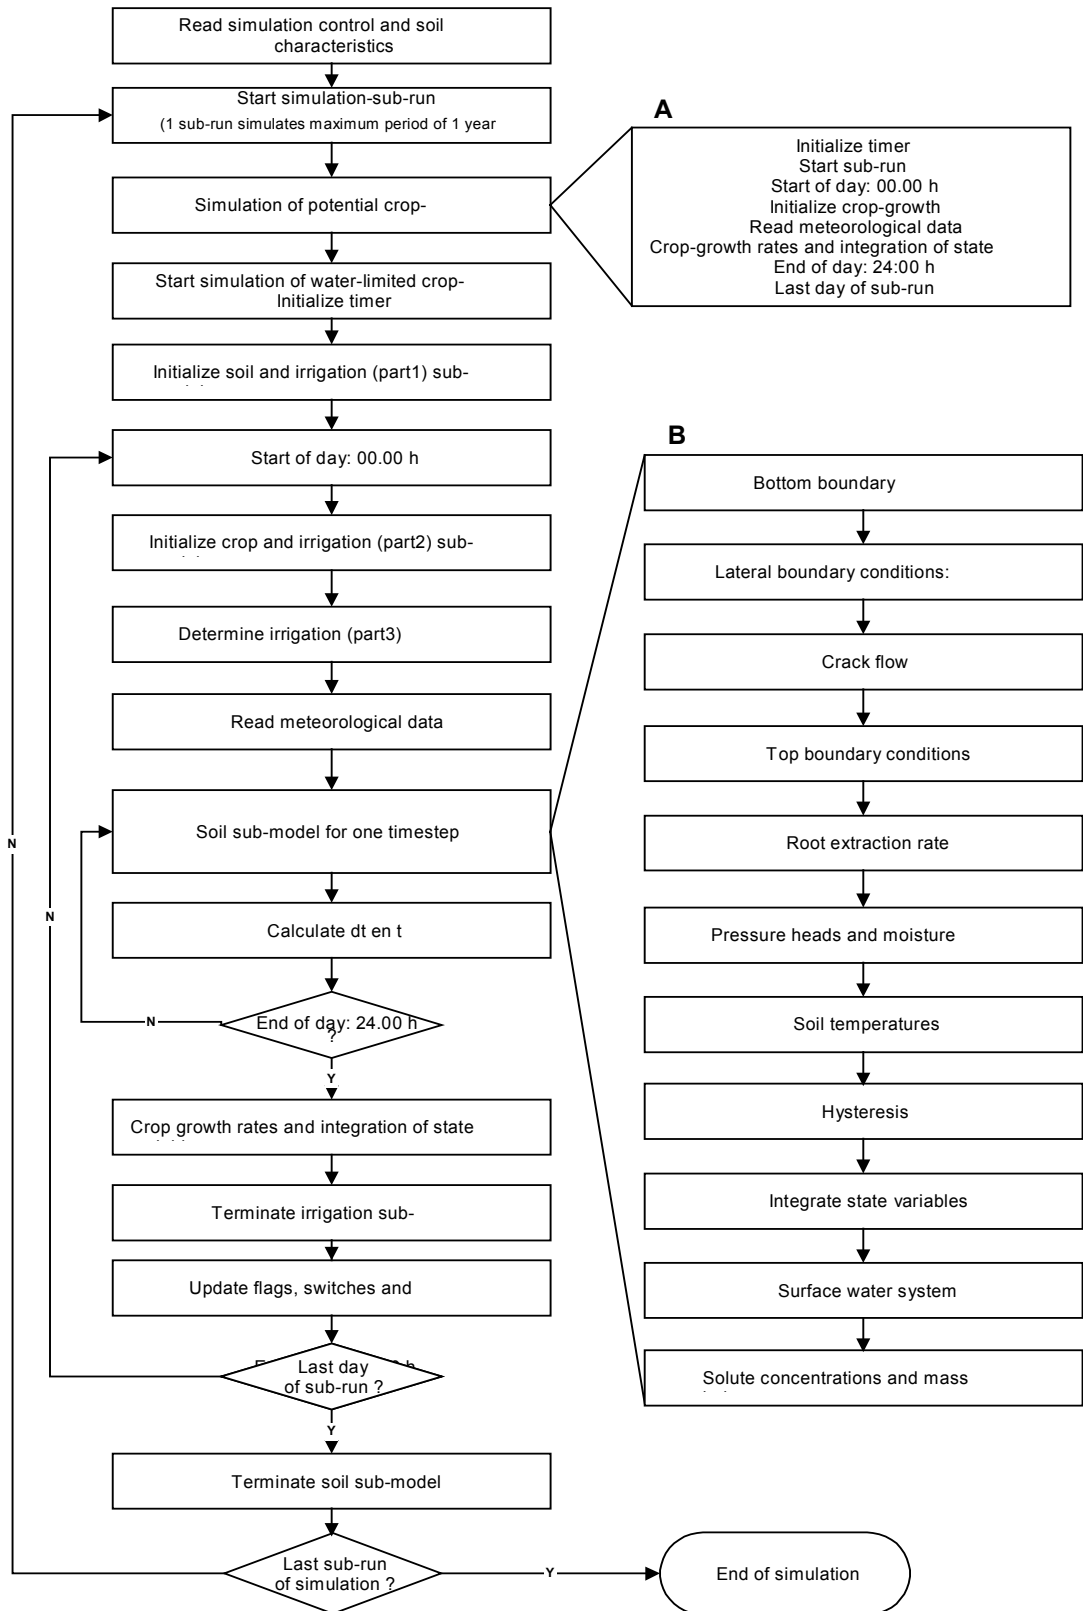 Read simulation control and soil
characteristics
Start simulation-sub-run
(1 sub-run simulates maximum period of 1 year
Simulation of potential crop-
Start simulation of water-limited crop-
Initialize timer
Initialize soil and irrigation (part1) sub-
Start of day: 00.00 h
Initialize crop and irrigation (part2) sub-
Determine irrigation (part3)
Read meteorological data
Soil sub-model for one timestep
Calculate dt en t
End of day: 24.00 h
?
N
Y
Crop growth rates and integration of state
Terminate irrigation sub-
Update flags, switches and
Last day
of sub-run ?
N
Y
Terminate soil sub-model
Last sub-run
of simulation ?
N
Y
End of simulation
A
Initialize timer
Start sub-run
Start of day: 00.00 h
Initialize crop-growth
Read meteorological data
Crop-growth rates and integration of state
End of day: 24:00 h
Last day of sub-run
B
Bottom boundary
Lateral boundary conditions:
Crack flow
Top boundary conditions
Root extraction rate
Pressure heads and moisture
Soil temperatures
Hysteresis
Integrate state variables
Surface water system
Solute concentrations and mass